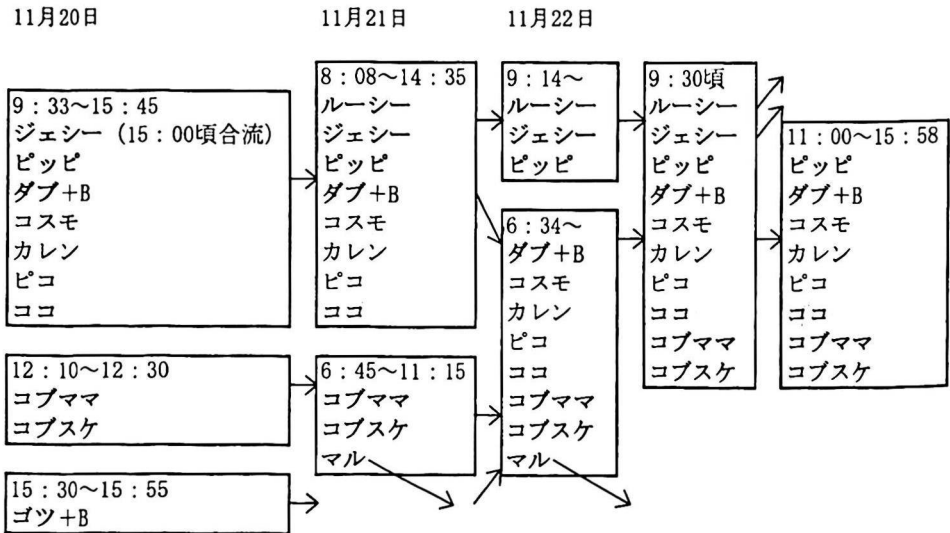 11月20日
11月21日
11月22日
9：33～15：45
ジェシー（15：00頃合流）
ピッピ
ダブ＋B
コスモ
カレン
ピコ
ココ
12：10～12：30
コブママ
コブスケ
15：30～15：55
ゴツ＋B
8：08～14：35
ルーシー
ジェシー
ピッピ
ダブ＋B
コスモ
カレン
ピコ
ココ
6：45～11：15
コブママ
コブスケ
マル
9：14～
ルーシー
ジェシー
ピッピ
6：34～
ダブ＋B
コスモ
カレン
ピコ
ココ
コブママ
コブスケ
マル
9：30頃
ルーシー
ジェシー
ピッピ
ダブ＋B
コスモ
カレン
ピコ
ココ
コブママ
コブスケ
11：00～15：58
ピッピ
ダブ＋B
コスモ
カレン
ピコ
ココ
コブママ
コブスケ